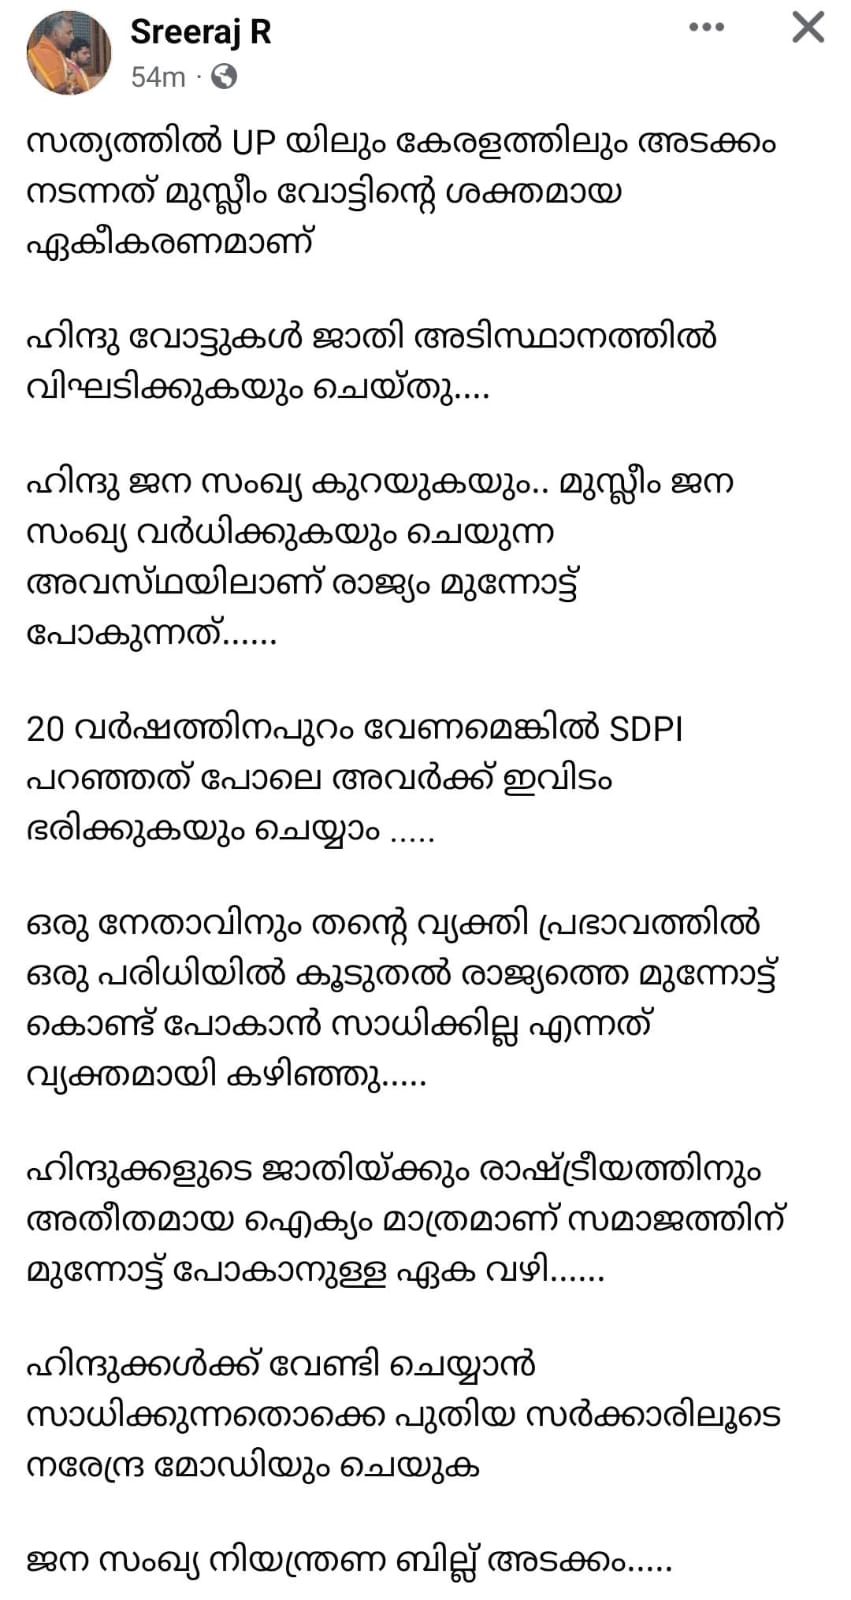 Sreeraj R
54m ·
സത്യത്തിൽ UP യിലും കേരളത്തിലും അടക്കം
നടന്നത് മുസ്ലീം വോട്ടിന്റെ ശക്തമായ
ഏകീകരണമാണ്
ഹിന്ദു വോട്ടുകൾ ജാതി അടിസ്ഥാനത്തിൽ
വിഘടിക്കുകയും ചെയ്തു....
ഹിന്ദു ജന സംഖ്യ കുറയുകയും.. മുസ്ലീം ജന
സംഖ്യ വർധിക്കുകയും ചെയുന്ന
അവസ്‌ഥയിലാണ് രാജ്യം മുന്നോട്ട്
പോകുന്നത്......
20 വർഷത്തിനപുറം വേണമെങ്കിൽ SDPI
പറഞ്ഞത് പോലെ അവർക്ക് ഇവിടം
ഭരിക്കുകയും ചെയ്യാം .....
ഒരു നേതാവിനും തന്റെ വ്യക്തി പ്രഭാവത്തിൽ
ഒരു പരിധിയിൽ കൂടുതൽ രാജ്യത്തെ മുന്നോട്ട്
കൊണ്ട് പോകാൻ സാധിക്കില്ല എന്നത്
വ്യക്തമായി കഴിഞ്ഞു.....
ഹിന്ദുക്കളുടെ ജാതിയ്ക്കും രാഷ്ട്രീയത്തിനും
അതീതമായ ഐക്യം മാത്രമാണ് സമാജത്തിന്
മുന്നോട്ട് പോകാനുള്ള ഏക വഴി......
ഹിന്ദുക്കൾക്ക് വേണ്ടി ചെയ്യാൻ
സാധിക്കുന്നതൊക്കെ പുതിയ സർക്കാരിലൂടെ
നരേന്ദ്ര മോഡിയും ചെയുക
ജന സംഖ്യ നിയന്ത്രണ ബില്ല് അടക്കം.....